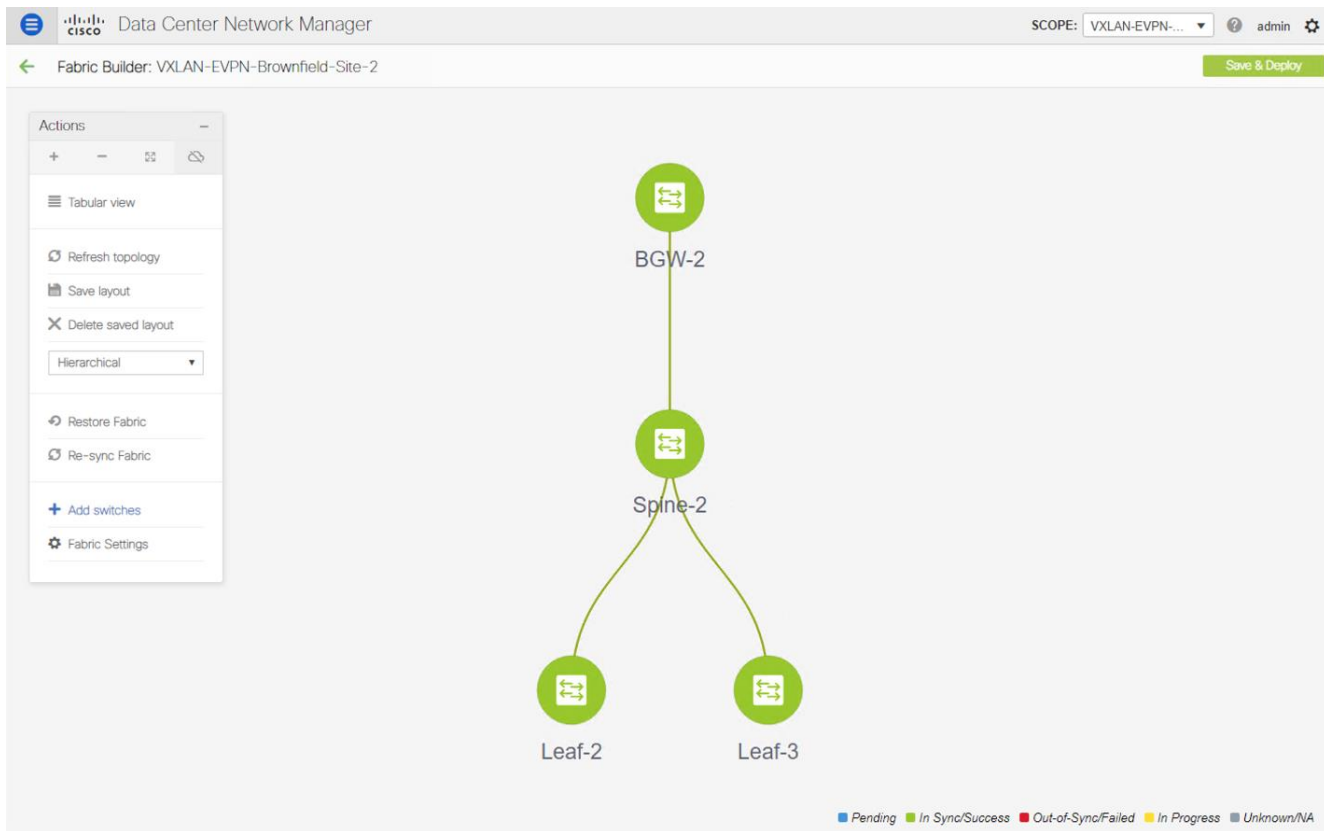 cisco Data Center Network Manager SCOPE: VXLAN-EVPN-... admin
Fabric Builder: VXLAN-EVPN-Brownfield-Site-2 Save & Deploy
Actions
Tabular view
Refresh topology
Save layout
Delete saved layout
Hierarchical
Restore Fabric
Re-sync Fabric
Add switches
Fabric Settings
BGW-2
Spine-2
Leaf-2 Leaf-3
Pending In Sync/Success Out-of-Sync/Failed In Progress Unknown/NA